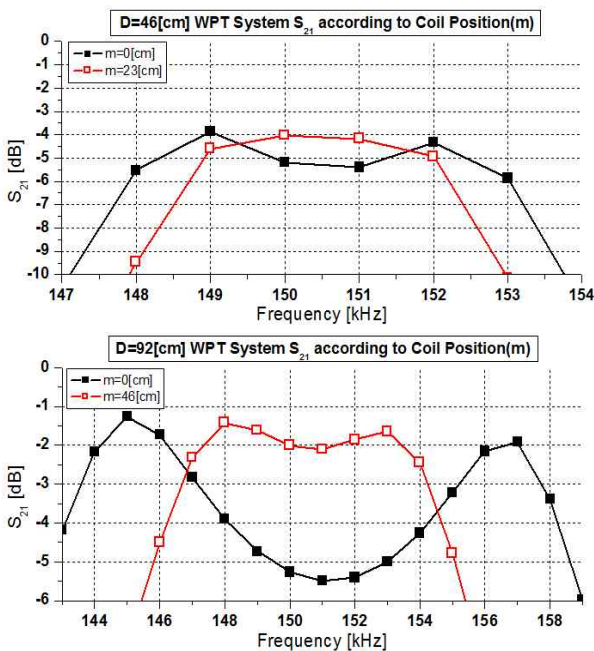 D=46[cm] WPT System S21 according to Coil Position(m)
m=0[cm]
m=23[cm]
0
-1
-2
-3
-4
-5
-6
-7
-8
-9
-10
S21 [dB]
147 148 149 150 151 152 153 154
Frequency [kHz]
D=92[cm] WPT System S21 according to Coil Position(m)
m=0[cm]
m=46[cm]
0
-1
-2
-3
-4
-5
-6
S21 [dB]
144 146 148 150 152 154 156 158
Frequency [kHz]